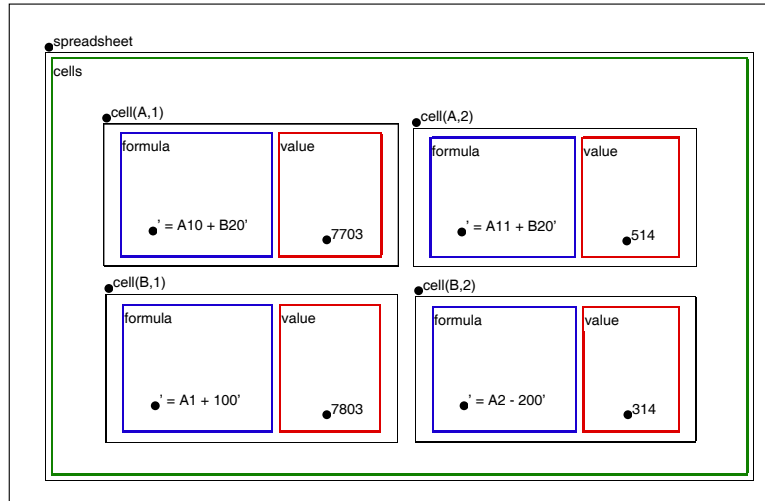 spreadsheet
cells
cell(A,1)
formula
value
' = A10 + B20'
7703
cell(A,2)
formula
value
' = A11 + B20'
514
cell(B,1)
formula
value
' = A1 + 100'
7803
cell(B,2)
formula
value
' = A2 - 200'
314